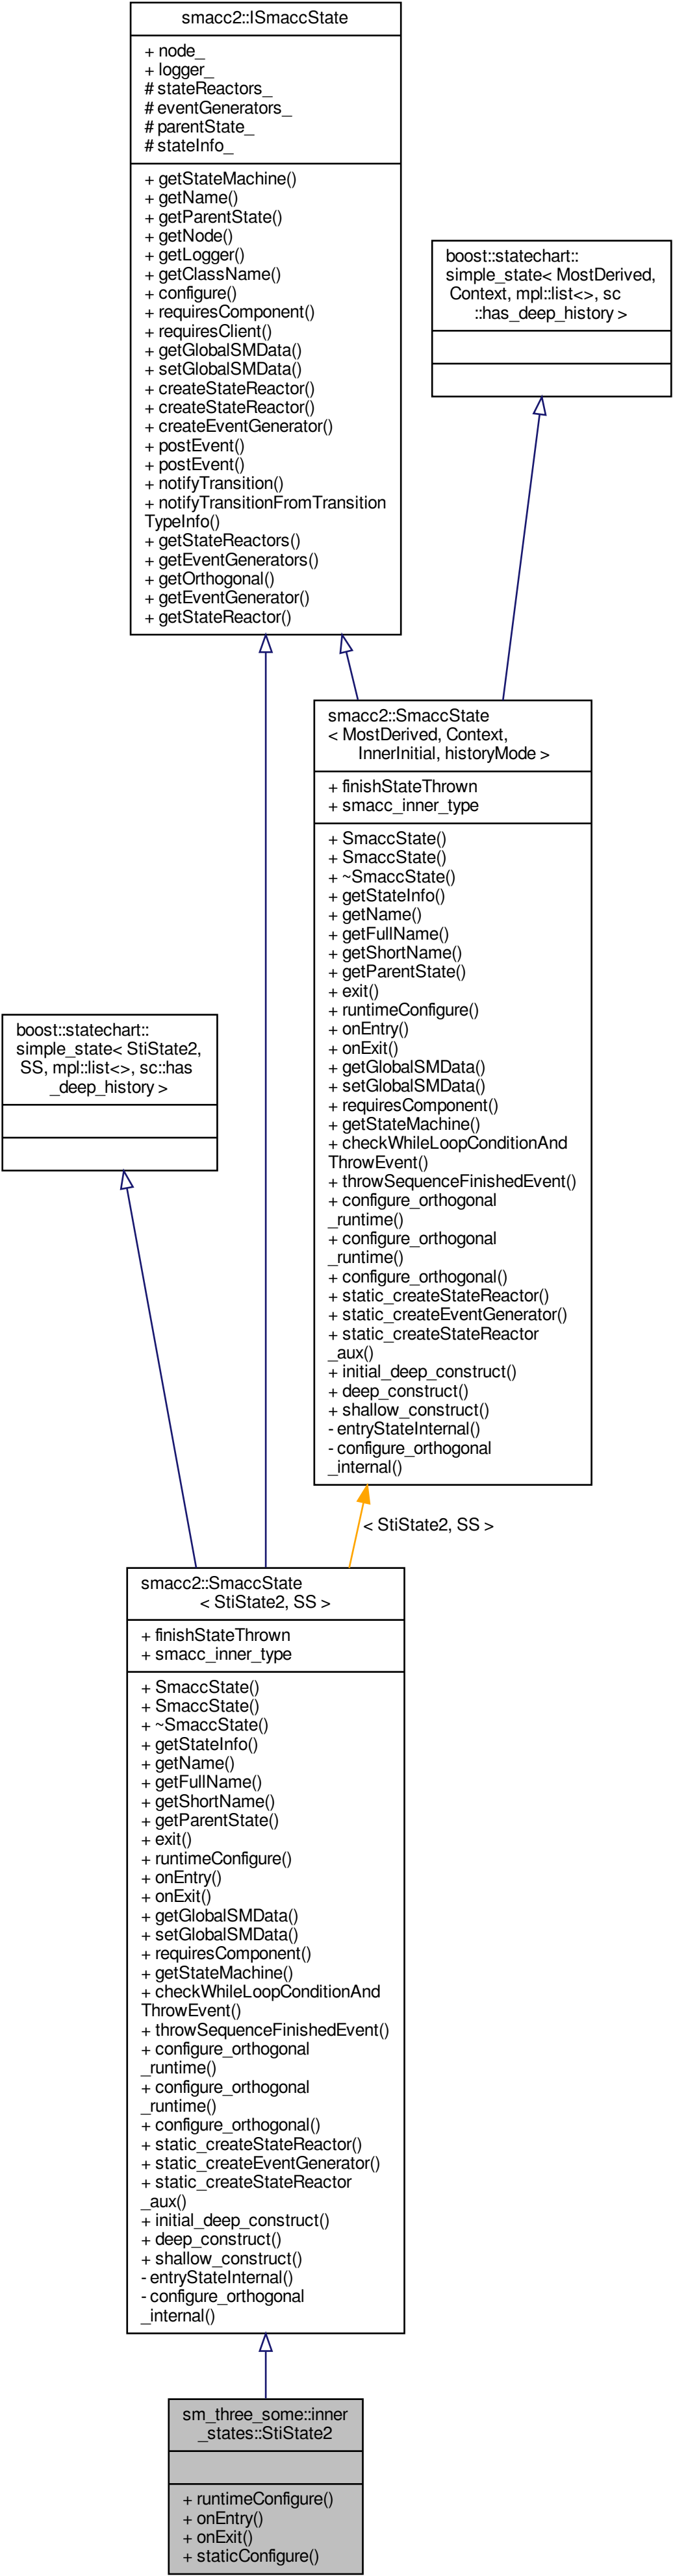 smacc2::ISmaccState
+ node_
+ logger_
# stateReactors_
# eventGenerators_
# parentState_
# stateInfo_
+ getStateMachine()
+ getName()
+ getParentState()
+ getNode()
+ getLogger()
+ getClassName()
+ configure()
+ requiresComponent()
+ requiresClient()
+ getGlobalSMData()
+ setGlobalSMData()
+ createStateReactor()
+ createStateReactor()
+ createEventGenerator()
+ postEvent()
+ postEvent()
+ notifyTransition()
+ notifyTransitionFromTransition
TypeInfo()
+ getStateReactors()
+ getEventGenerators()
+ getOrthogonal()
+ getEventGenerator()
+ getStateReactor()
boost::statechart::
simple_state< MostDerived,
Context, mpl::list<>, sc
::has_deep_history >
smacc2::SmaccState
< MostDerived, Context,
InnerInitial, historyMode >
+ finishStateThrown
+ smacc_inner_type
+ SmaccState()
+ SmaccState()
+ ~SmaccState()
+ getStateInfo()
+ getName()
+ getFullName()
+ getShortName()
+ getParentState()
+ exit()
+ runtimeConfigure()
+ onEntry()
+ onExit()
+ getGlobalSMData()
+ setGlobalSMData()
+ requiresComponent()
+ getStateMachine()
+ checkWhileLoopConditionAnd
ThrowEvent()
+ throwSequenceFinishedEvent()
+ configure_orthogonal
_runtime()
+ configure_orthogonal
_runtime()
+ configure_orthogonal()
+ static_createStateReactor()
+ static_createEventGenerator()
+ static_createStateReactor
_aux()
+ initial_deep_construct()
+ deep_construct()
+ shallow_construct()
- entryStateInternal()
- configure_orthogonal
_internal()
boost::statechart::
simple_state< StiState2,
SS, mpl::list<>, sc::has
_deep_history >
< StiState2, SS >
smacc2::SmaccState
< StiState2, SS >
+ finishStateThrown
+ smacc_inner_type
+ SmaccState()
+ SmaccState()
+ ~SmaccState()
+ getStateInfo()
+ getName()
+ getFullName()
+ getShortName()
+ getParentState()
+ exit()
+ runtimeConfigure()
+ onEntry()
+ onExit()
+ getGlobalSMData()
+ setGlobalSMData()
+ requiresComponent()
+ getStateMachine()
+ checkWhileLoopConditionAnd
ThrowEvent()
+ throwSequenceFinishedEvent()
+ configure_orthogonal
_runtime()
+ configure_orthogonal
_runtime()
+ configure_orthogonal()
+ static_createStateReactor()
+ static_createEventGenerator()
+ static_createStateReactor
_aux()
+ initial_deep_construct()
+ deep_construct()
+ shallow_construct()
- entryStateInternal()
- configure_orthogonal
_internal()
sm_three_some::inner
_states::StiState2
+ runtimeConfigure()
+ onEntry()
+ onExit()
+ staticConfigure()